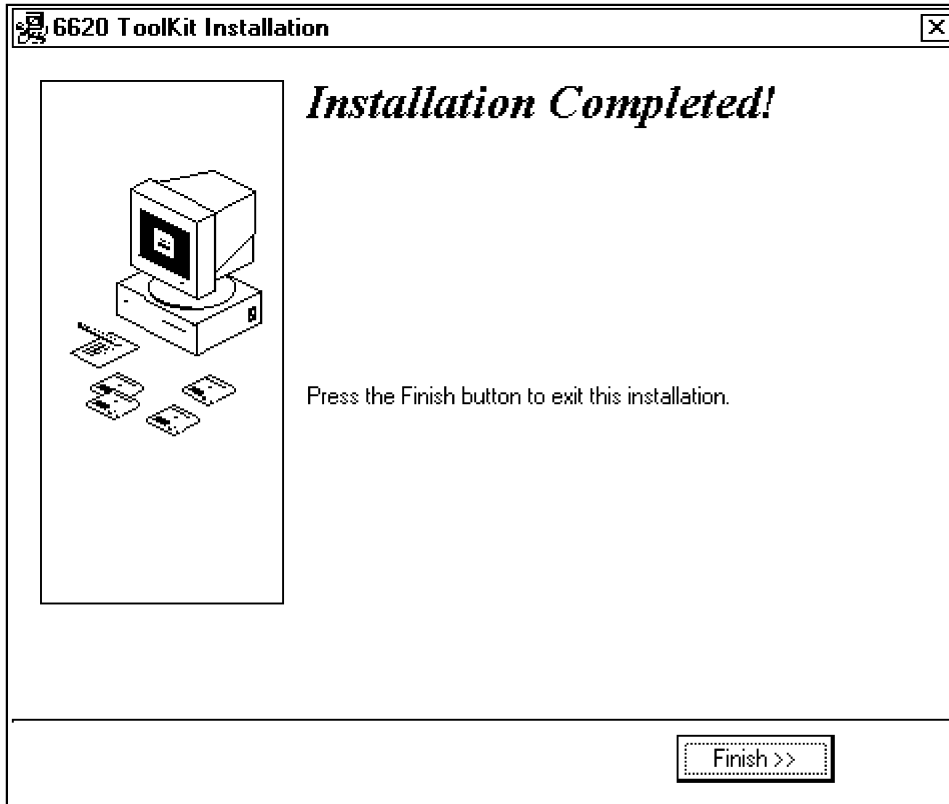 6620 ToolKit Installation
Installation Completed!
Press the Finish button to exit this installation.
Finish >>